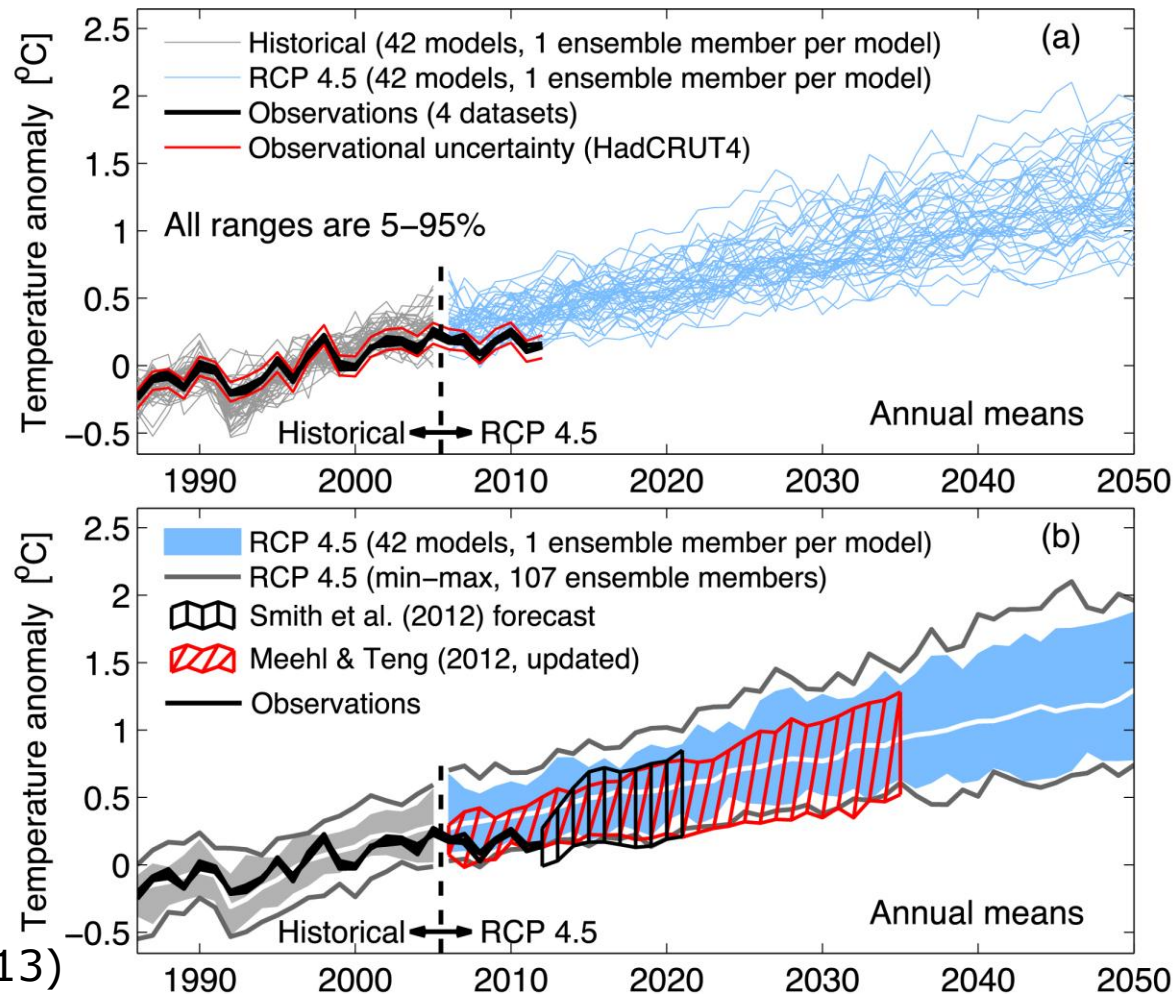 2.5
2
1.5
1
0.5
0
−0.5
Temperature anomaly [ºC]
Historical (42 models, 1 ensemble member per model)
(a)
RCP 4.5 (42 models, 1 ensemble member per model)
Observations (4 datasets)
Observational uncertainty (HadCRUT4)
All ranges are 5−95%
Historical
RCP 4.5
Annual means
1990 2000 2010 2020 2030 2040 2050
2.5
2
1.5
1
0.5
0
−0.5
Temperature anomaly [ºC]
RCP 4.5 (42 models, 1 ensemble member per model)
(b)
RCP 4.5 (min−max, 107 ensemble members)
Smith et al. (2012) forecast
Meehl & Teng (2012, updated)
Observations
Historical
RCP 4.5
Annual means
13)
1990 2000 2010 2020 2030 2040 2050